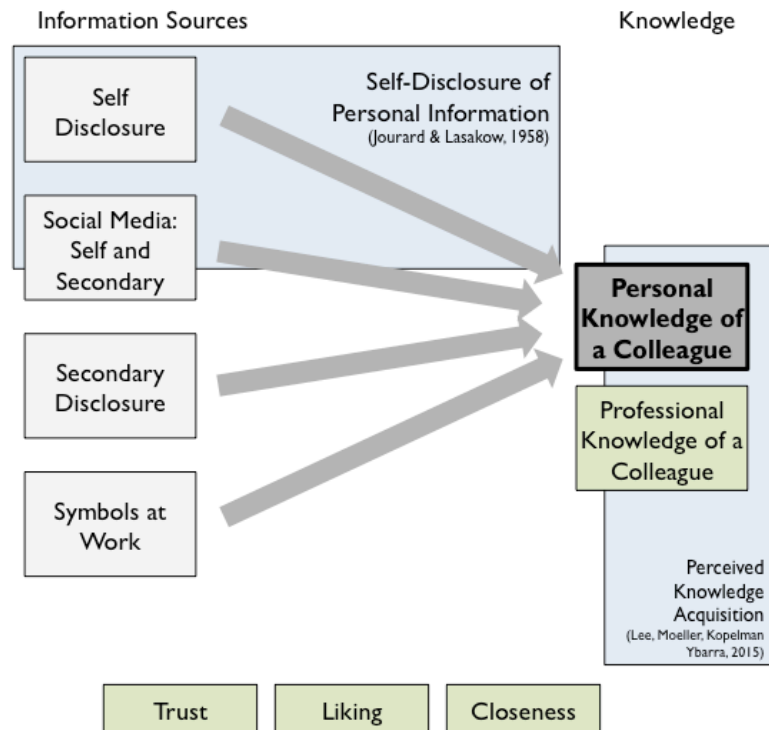 Information Sources
Knowledge
Self
Disclosure
Self-Disclosure of
Personal Information
(Jourard & Lasakow, 1958)
Social Media:
Self and
Secondary
Personal
Knowledge of
a Colleague
Secondary
Disclosure
Professional
Knowledge of a
Colleague
Symbols at
Work
Perceived
Knowledge
Acquisition
(Lee, Moeller, Kopelman
Ybarra, 2015)
Trust
Liking
Closeness